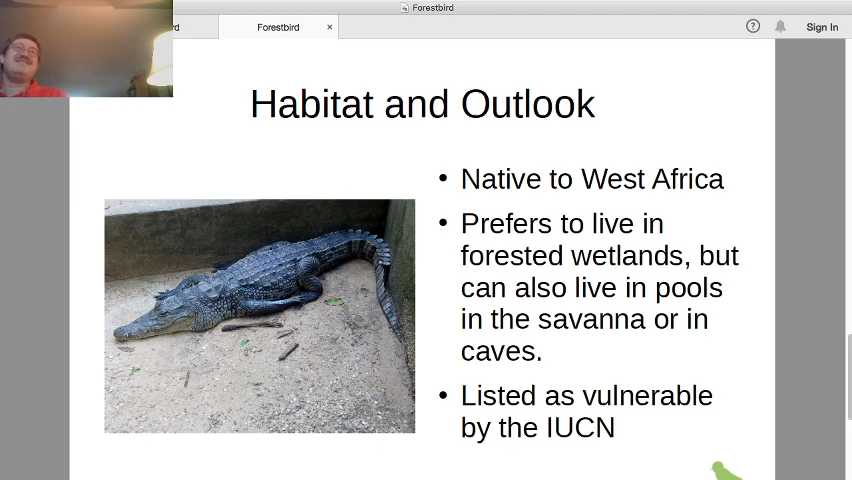 Forestbird
rd
Forestbird ×
? Sign In
Habitat and Outlook
• Native to West Africa
• Prefers to live in
forested wetlands, but
can also live in pools
in the savanna or in
caves.
• Listed as vulnerable
by the IUCN